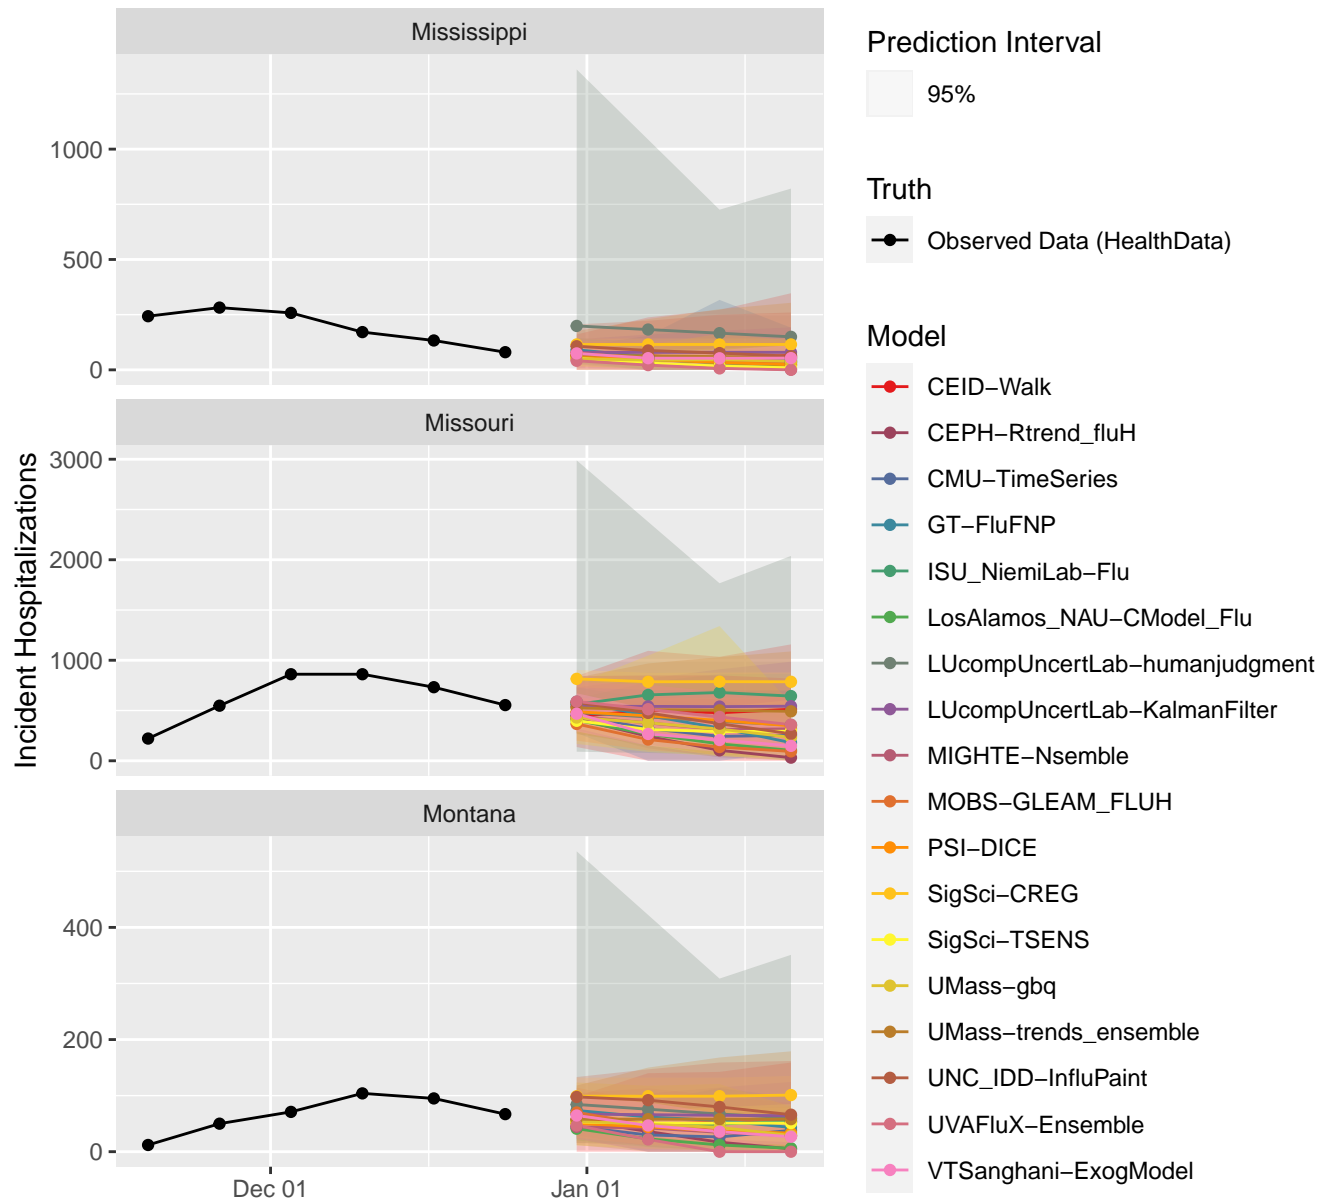 Mississippi
1000
500
0
Missouri
3000
2000
1000
0
Montana
400
200
0
Dec 01
Jan 01
Incident Hospitalizations
Prediction Interval
95%
Truth
Observed Data (HealthData)
Model
CEID−Walk
CEPH−Rtrend_fluH
CMU−TimeSeries
GT−FluFNP
ISU_NiemiLab−Flu
LosAlamos_NAU−CModel_Flu
LUcompUncertLab−humanjudgment
LUcompUncertLab−KalmanFilter
MIGHTE−Nsemble
MOBS−GLEAM_FLUH
PSI−DICE
SigSci−CREG
SigSci−TSENS
UMass−gbq
UMass−trends_ensemble
UNC_IDD−InfluPaint
UVAFluX−Ensemble
VTSanghani−ExogModel